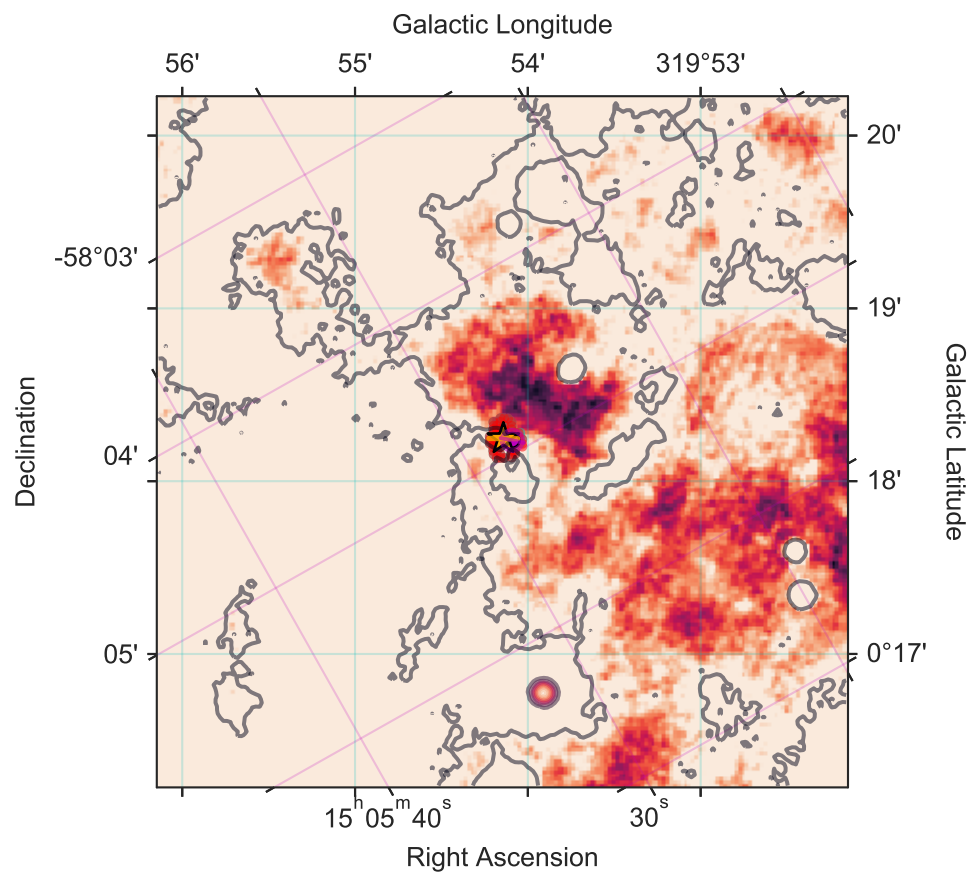 Galactic Longitude
56' 55' 54' 319°53'
20'
-58°03'
19'
Declination
Galactic Latitude
04'
18'
05'
0°17'
15h05m40s 30s
Right Ascension